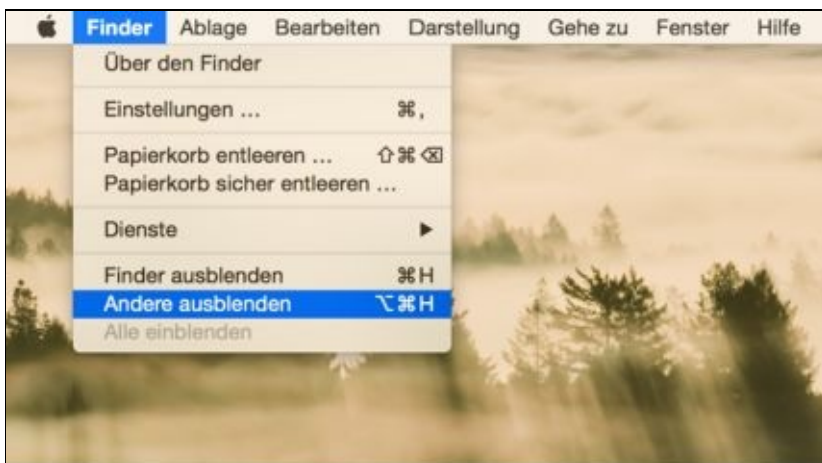 Finder Ablage Bearbeiten Darstellung Gehe zu Fenster Hilfe
Über den Finder
Einstellungen ... ⌘,
Papierkorb entleeren ... ⇧⌘⌫
Papierkorb sicher entleeren ...
Dienste ▶
Finder ausblenden ⌘H
Andere ausblenden ⌥⌘H
Alle einblenden